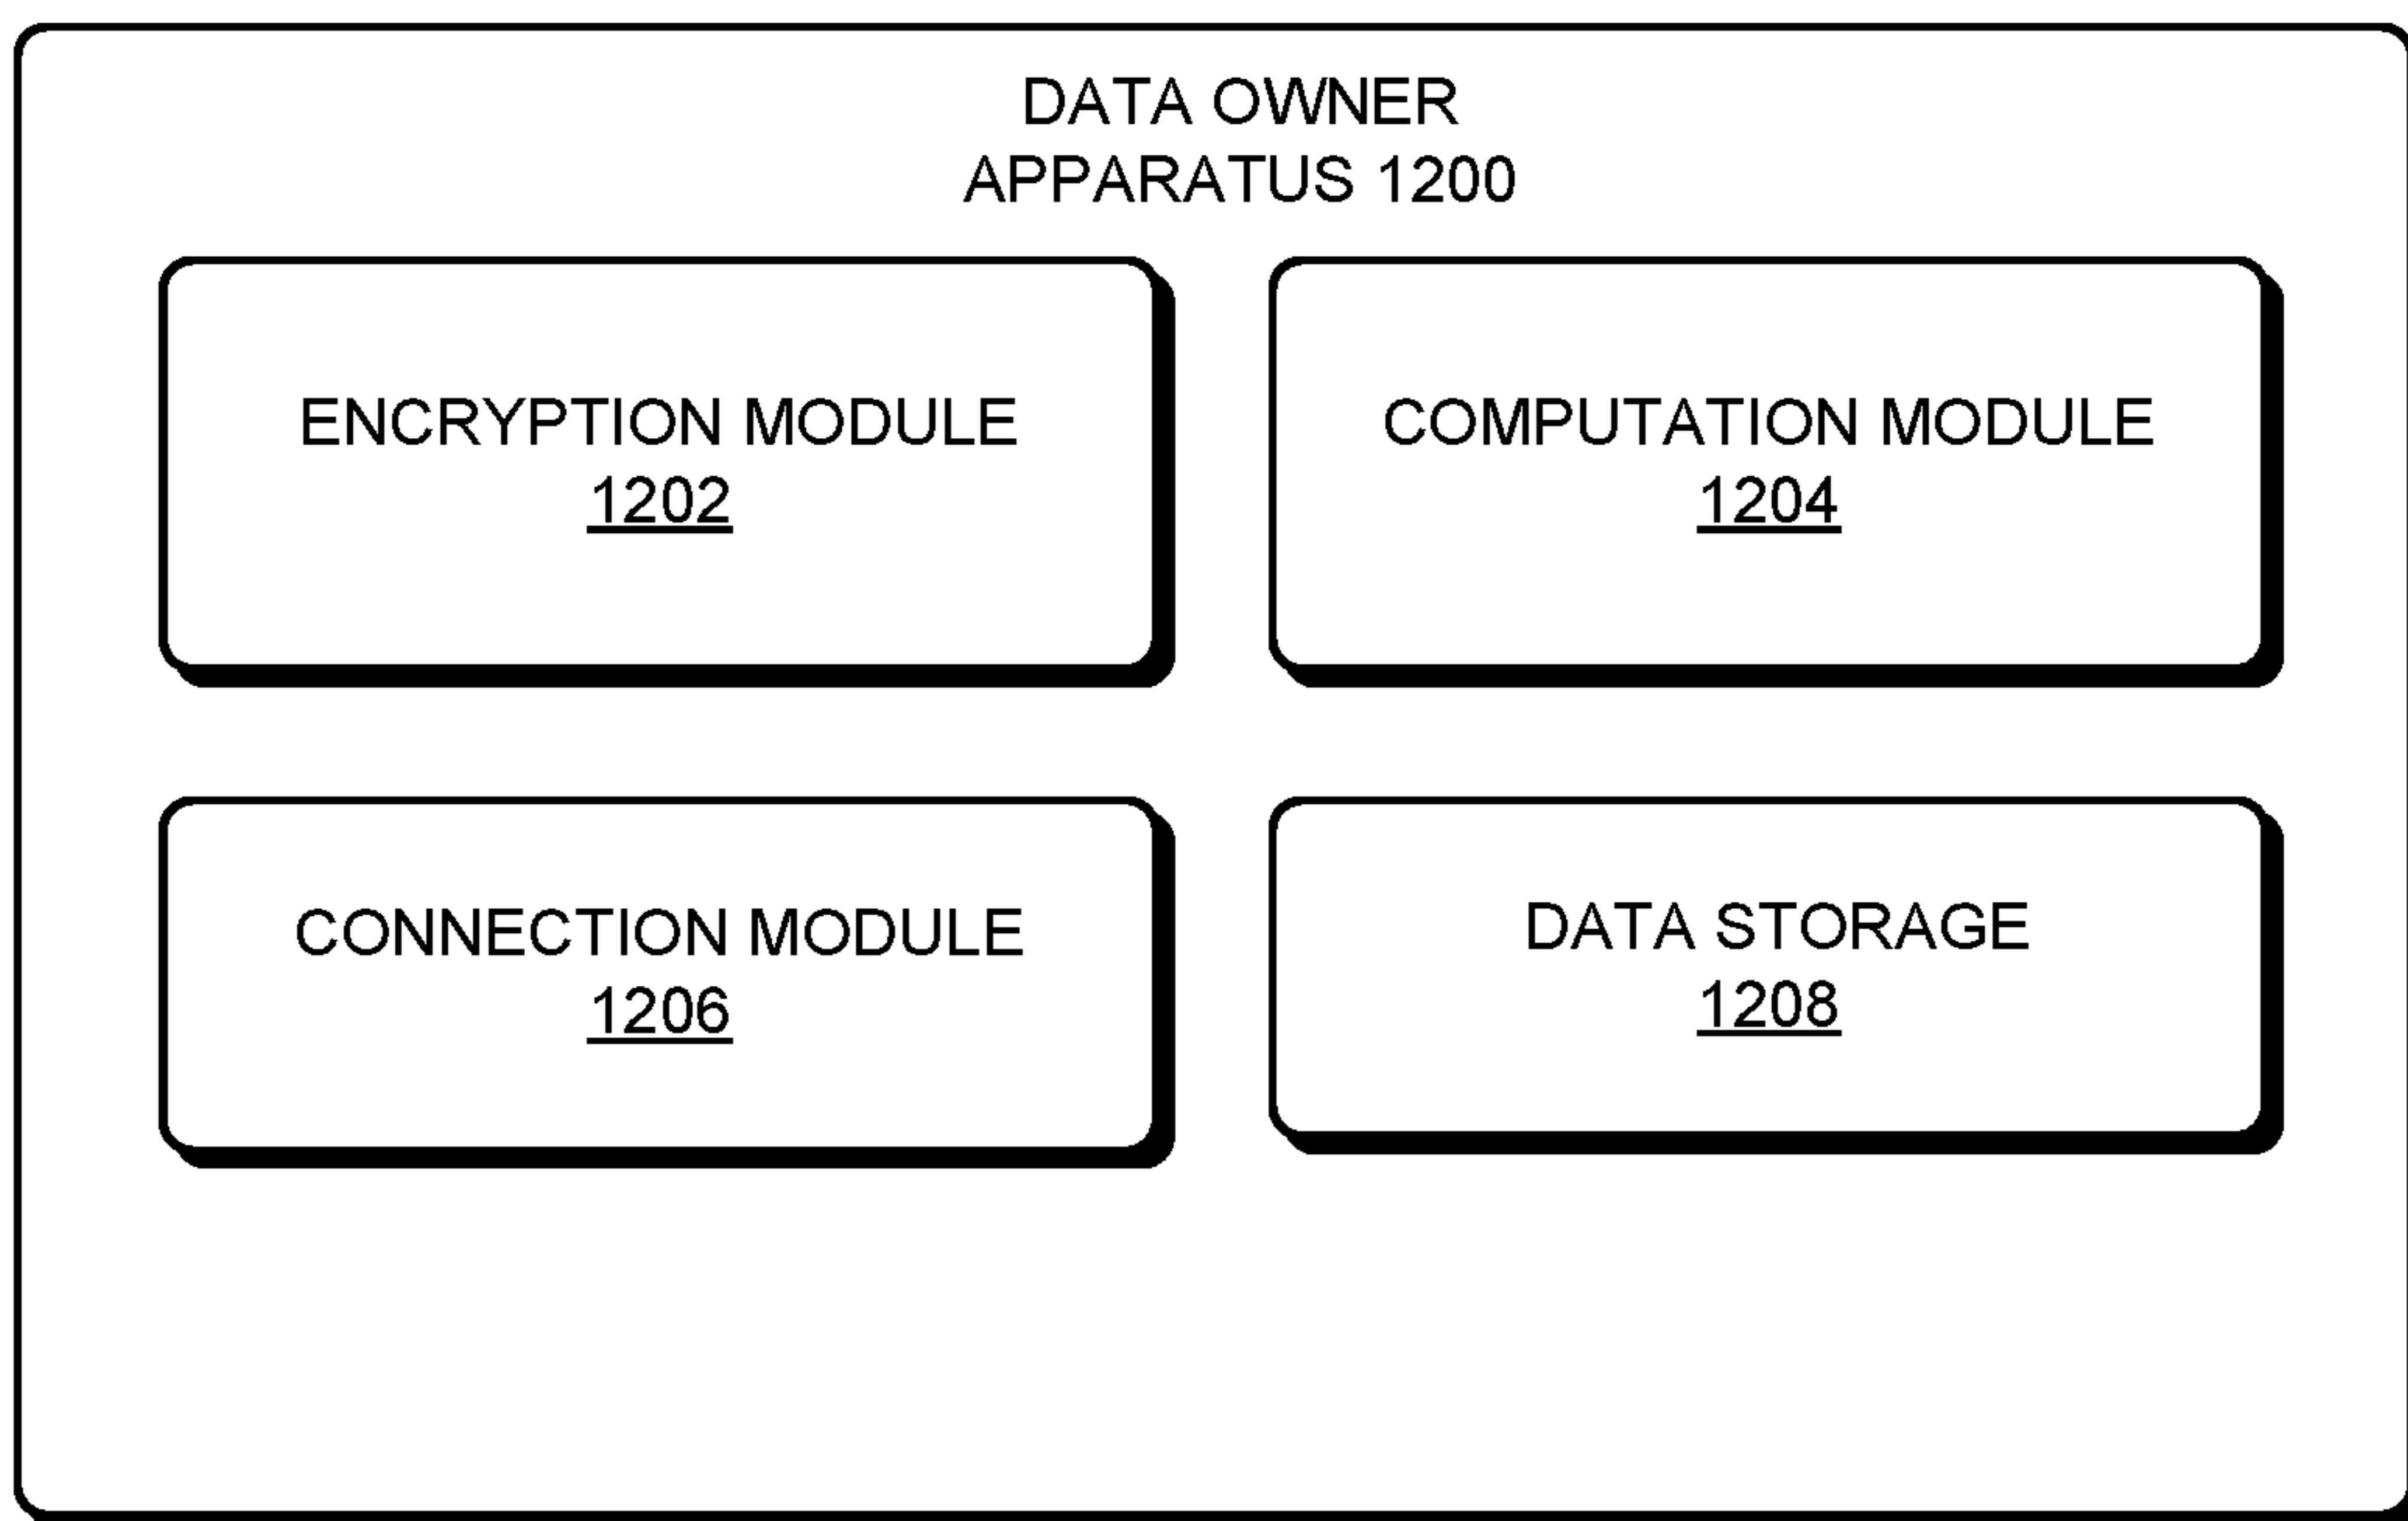 DATA OWNER
APPARATUS 1200
ENCRYPTION MODULE
1202
COMPUTATION MODULE
1204
CONNECTION MODULE
1206
DATA STORAGE
1208